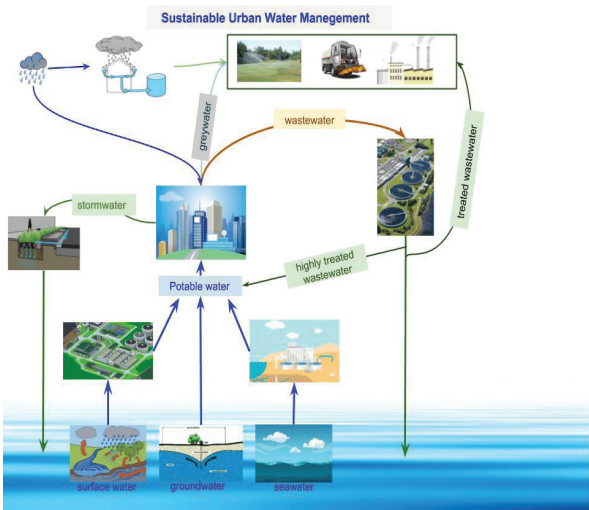 Sustainable Urban Water Manegement
greywater
wastewater
treated wastewater
stormwater
highly treated
wastewater
Potable water
surface water
groundwater
seawater